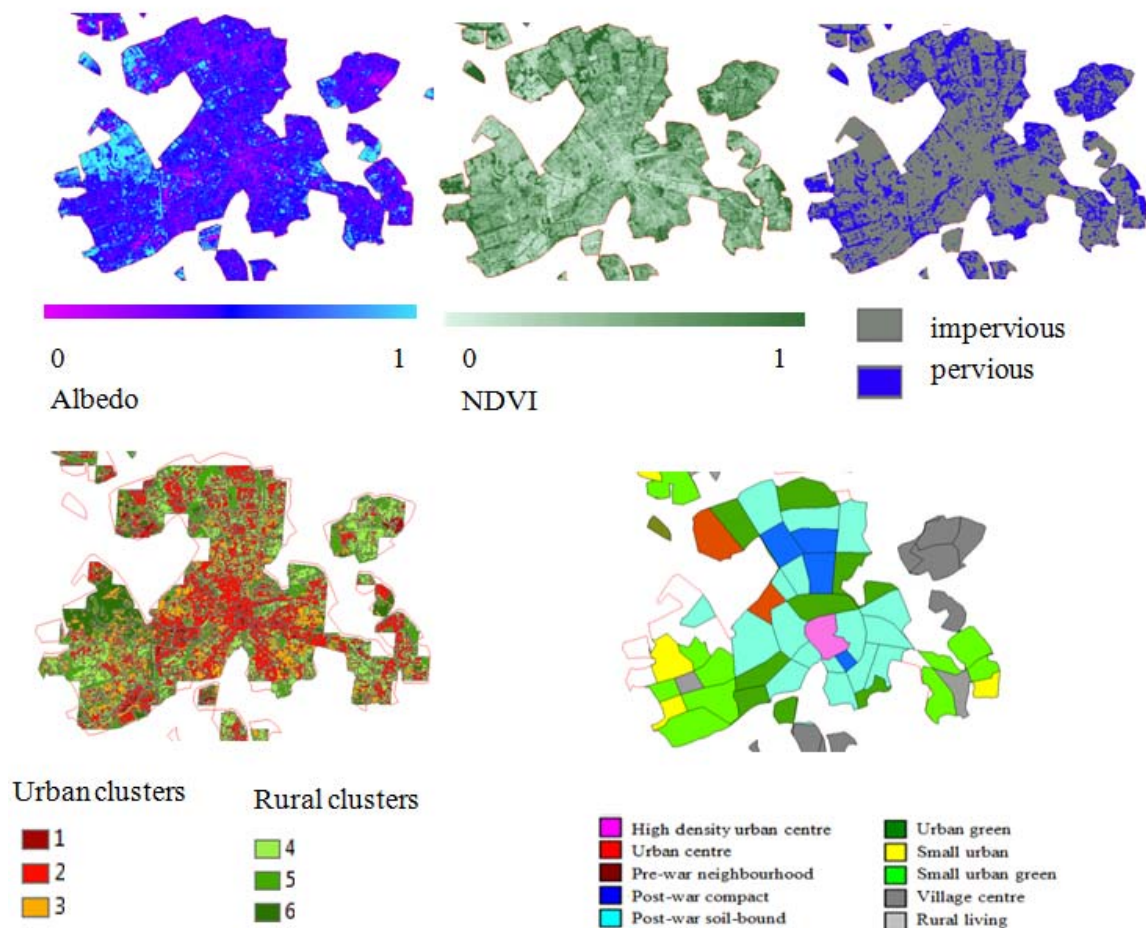 0 1
Albedo
0 1
NDVI
impervious
pervious
Urban clusters
1
2
3
Rural clusters
4
5
6
High density urban centre
Urban centre
Pre-war neighbourhood
Post-war compact
Post-war soil-bound
Urban green
Small urban
Small urban green
Village centre
Rural living